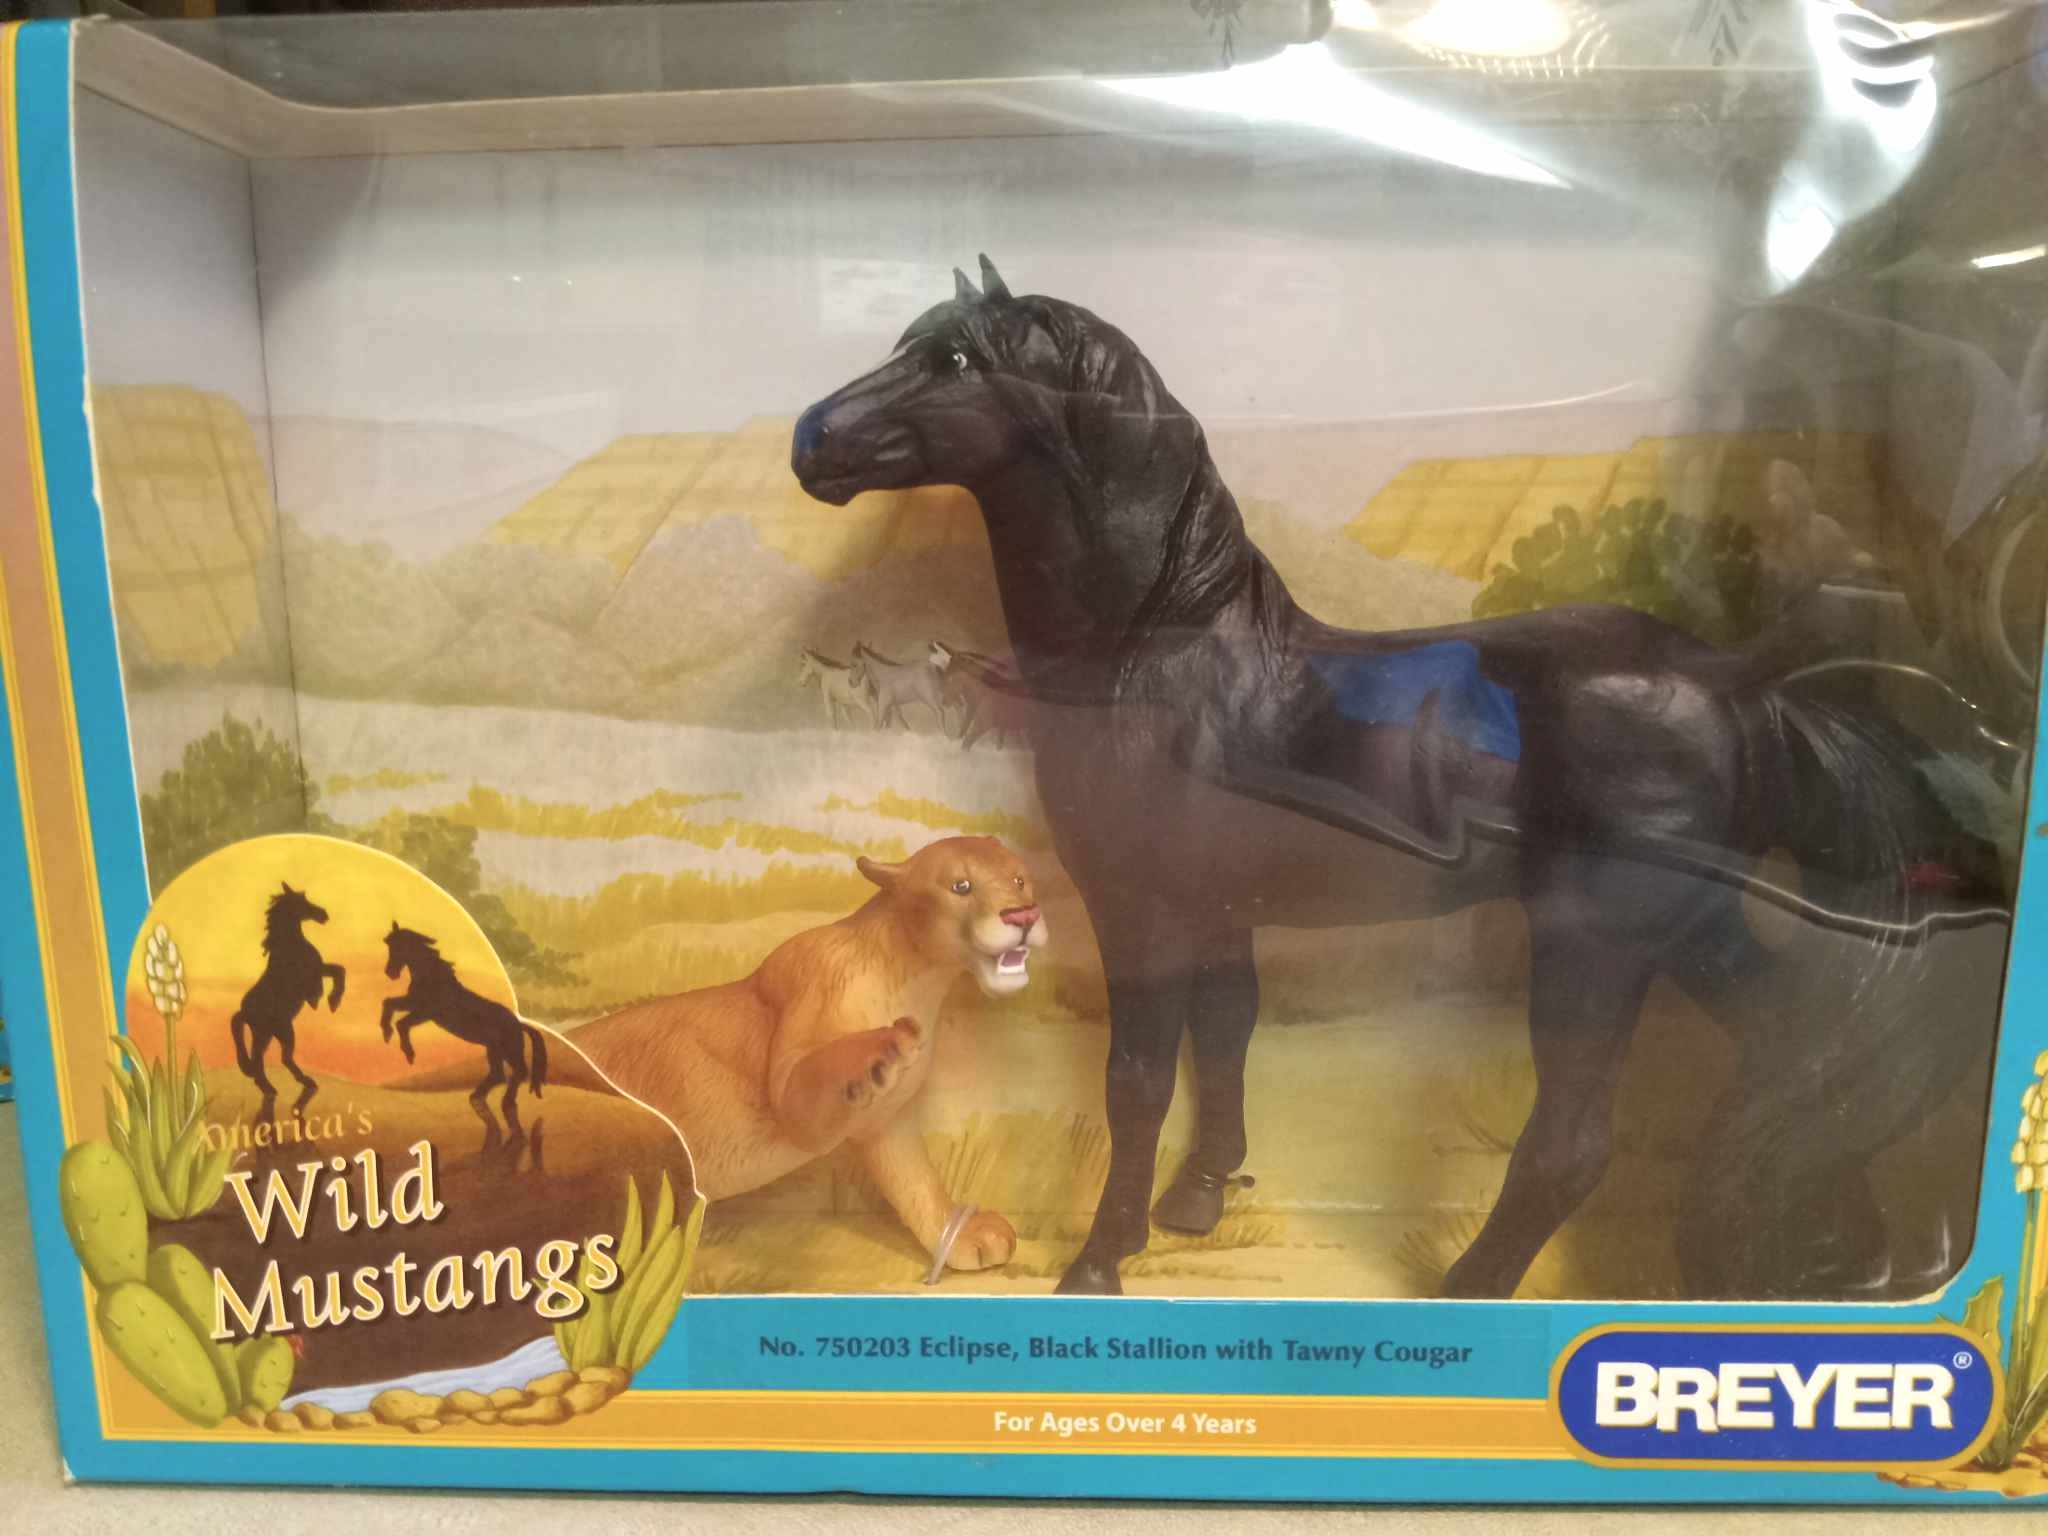 America's
Wild
Mustangs
No. 750203 Eclipse, Black Stallion with Tawny Cougar
For Ages Over 4 Years
BREYER®